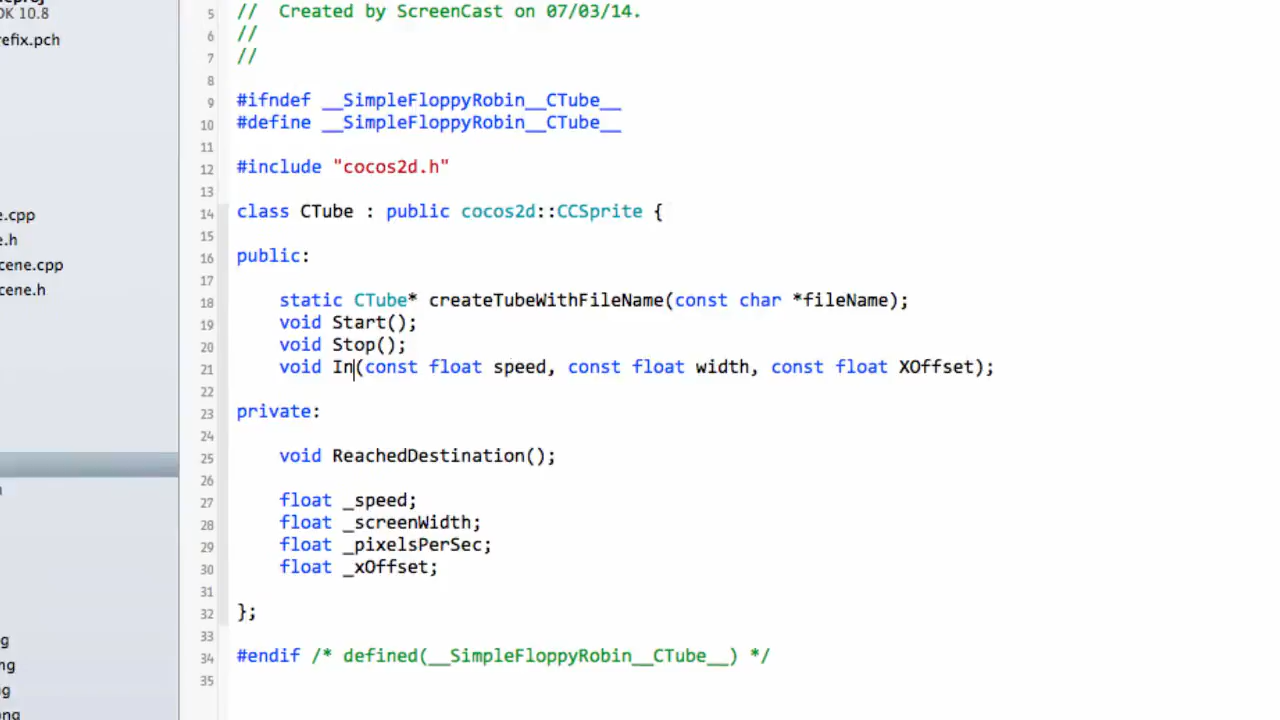 DK 10.8
refix.pch
e.cpp
e.h
cene.cpp
cene.h
g
ng
g
png
5 // Created by ScreenCast on 07/03/14.
6 //
7 //
8
9 #ifndef __SimpleFloppyRobin__CTube__
10 #define __SimpleFloppyRobin__CTube__
11
12 #include "cocos2d.h"
13
14 class CTube : public cocos2d::CCSprite {
15
16 public:
17
18 static CTube* createTubeWithFileName(const char *fileName);
19 void Start();
20 void Stop();
21 void In(const float speed, const float width, const float XOffset);
22
23 private:
24
25 void ReachedDestination();
26
27 float _speed;
28 float _screenWidth;
29 float _pixelsPerSec;
30 float _xOffset;
31
32 };
33
34 #endif /* defined(__SimpleFloppyRobin__CTube__) */
35